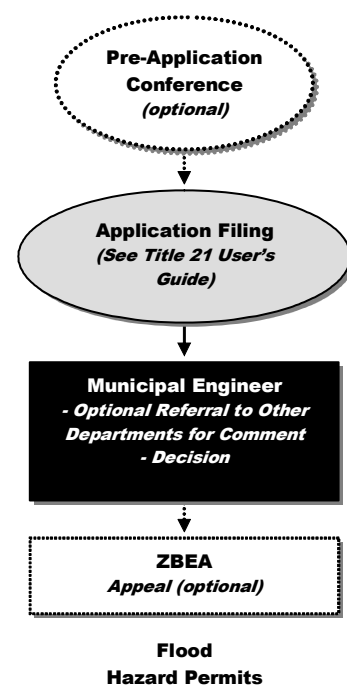 Pre-Application
Conference
(optional)
Application Filing
(See Title 21 User's
Guide)
Municipal Engineer
- Optional Referral to Other
Departments for Comment
- Decision
ZBEA
Appeal (optional)
Flood
Hazard Permits